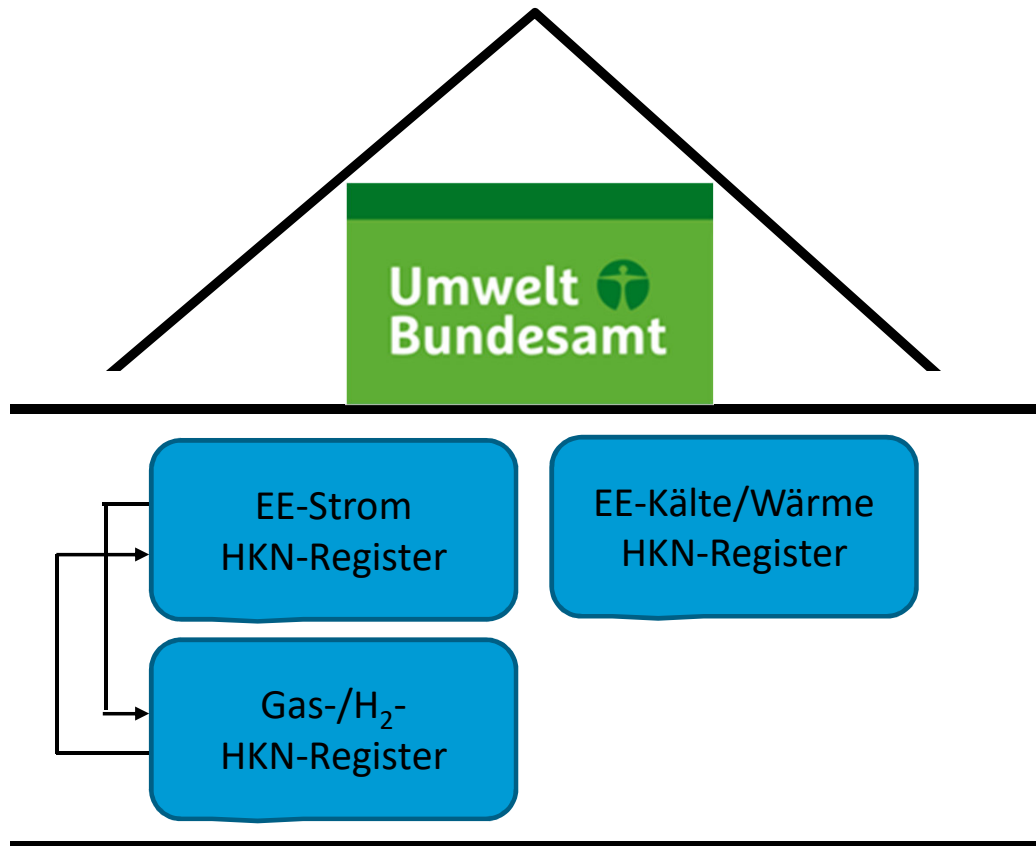 Umwelt
Bundesamt
EE-Strom
HKN-Register
EE-Kälte/Wärme
HKN-Register
Gas-/H₂-
HKN-Register